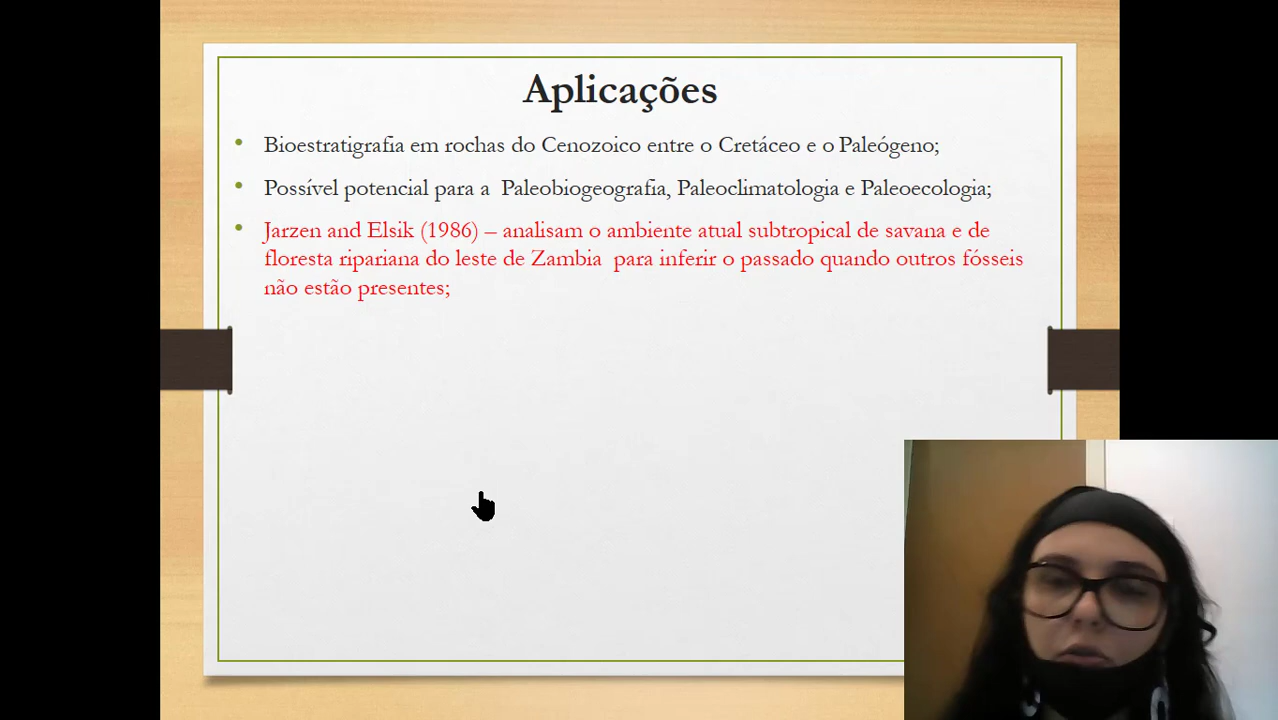 Aplicações
• Bioestratigrafia em rochas do Cenozoico entre o Cretáceo e o Paleógeno;
• Possível potencial para a Paleobiogeografia, Paleoclimatologia e Paleoecologia;
• Jarzen and Elsik (1986) – analisam o ambiente atual subtropical de savana e de
floresta ripariana do leste de Zambia para inferir o passado quando outros fósseis
não estão presentes;